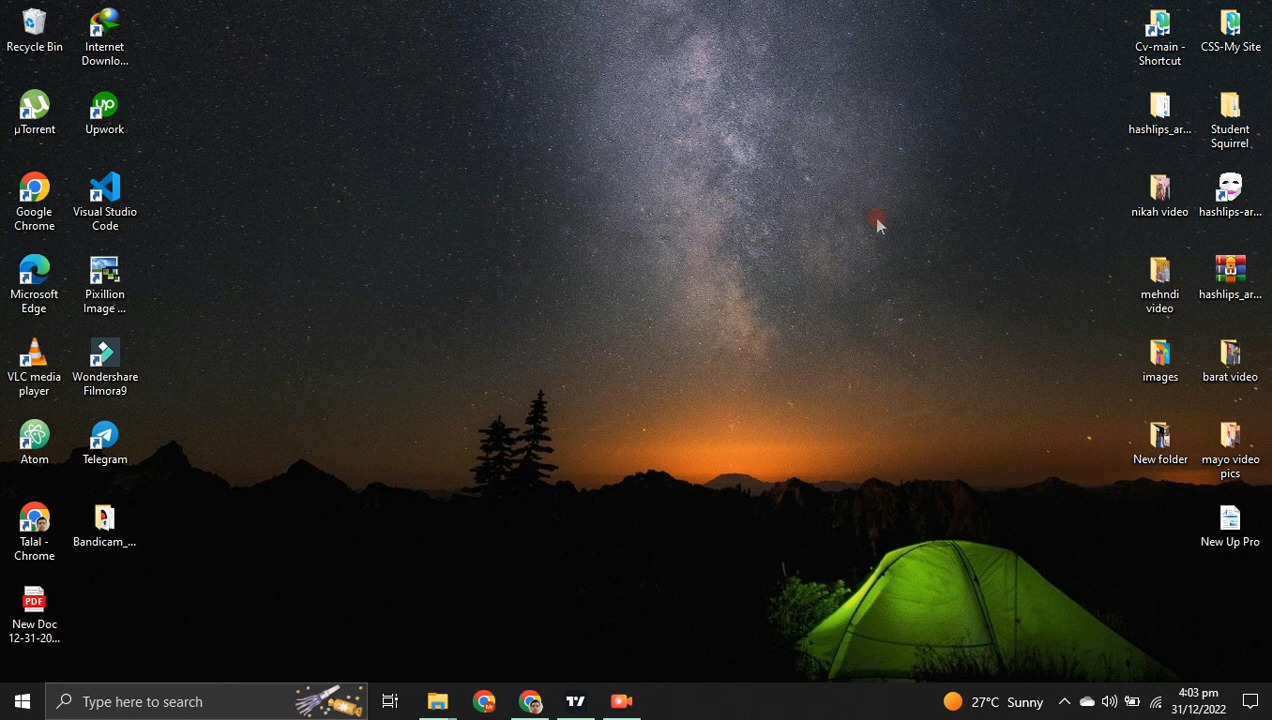 Recycle Bin
Internet
Downlo...
µTorrent
Upwork
Google
Chrome
Visual Studio
Code
Microsoft
Edge
Pixillion
Image ...
VLC media
player
Wondershare
Filmora9
Atom
Telegram
Talal -
Chrome
Bandicam_...
PDF
New Doc
12-31-20...
Cv-main -
Shortcut
CSS-My Site
hashlips_ar...
Student
Squirrel
nikah video
hashlips-ar...
mehndi
video
hashlips_ar...
images
barat video
New folder
mayo video
pics
New Up Pro
Type here to search
27°C Sunny
4:03 pm
31/12/2022